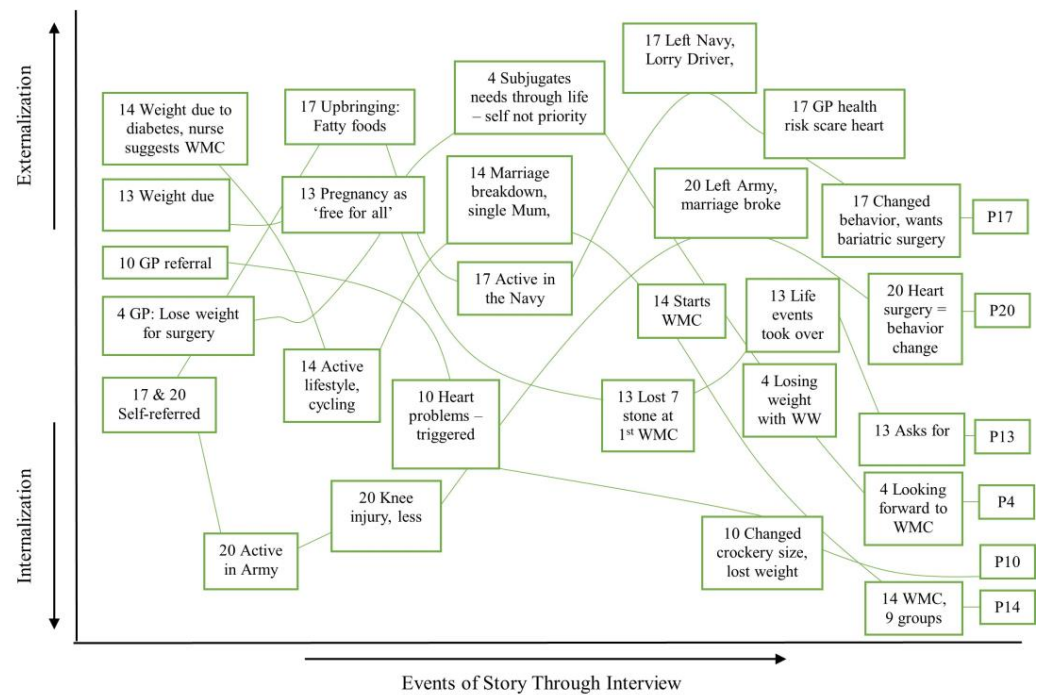 Externalization
Internalization
14 Weight due to
diabetes, nurse
suggests WMC
13 Weight due
10 GP referral
4 GP: Lose weight
for surgery
17 & 20
Self-referred
20 Active
in Army
17 Upbringing:
Fatty foods
13 Pregnancy as
‘free for all’
14 Active
lifestyle,
cycling
20 Knee
injury, less
4 Subjugates
needs through life
– self not priority
14 Marriage
breakdown,
single Mum,
17 Active in
the Navy
10 Heart
problems –
triggered
17 Left Navy,
Lorry Driver,
20 Left Army,
marriage broke
14 Starts
WMC
13 Lost 7
stone at
1st WMC
10 Changed
crockery size,
lost weight
17 GP health
risk scare heart
13 Life
events
took over
4 Losing
weight
with WW
17 Changed
behavior, wants
bariatric surgery
20 Heart
surgery =
behavior
change
13 Asks for
4 Looking
forward to
WMC
14 WMC,
9 groups
P17
P20
P13
P4
P10
P14
Events of Story Through Interview